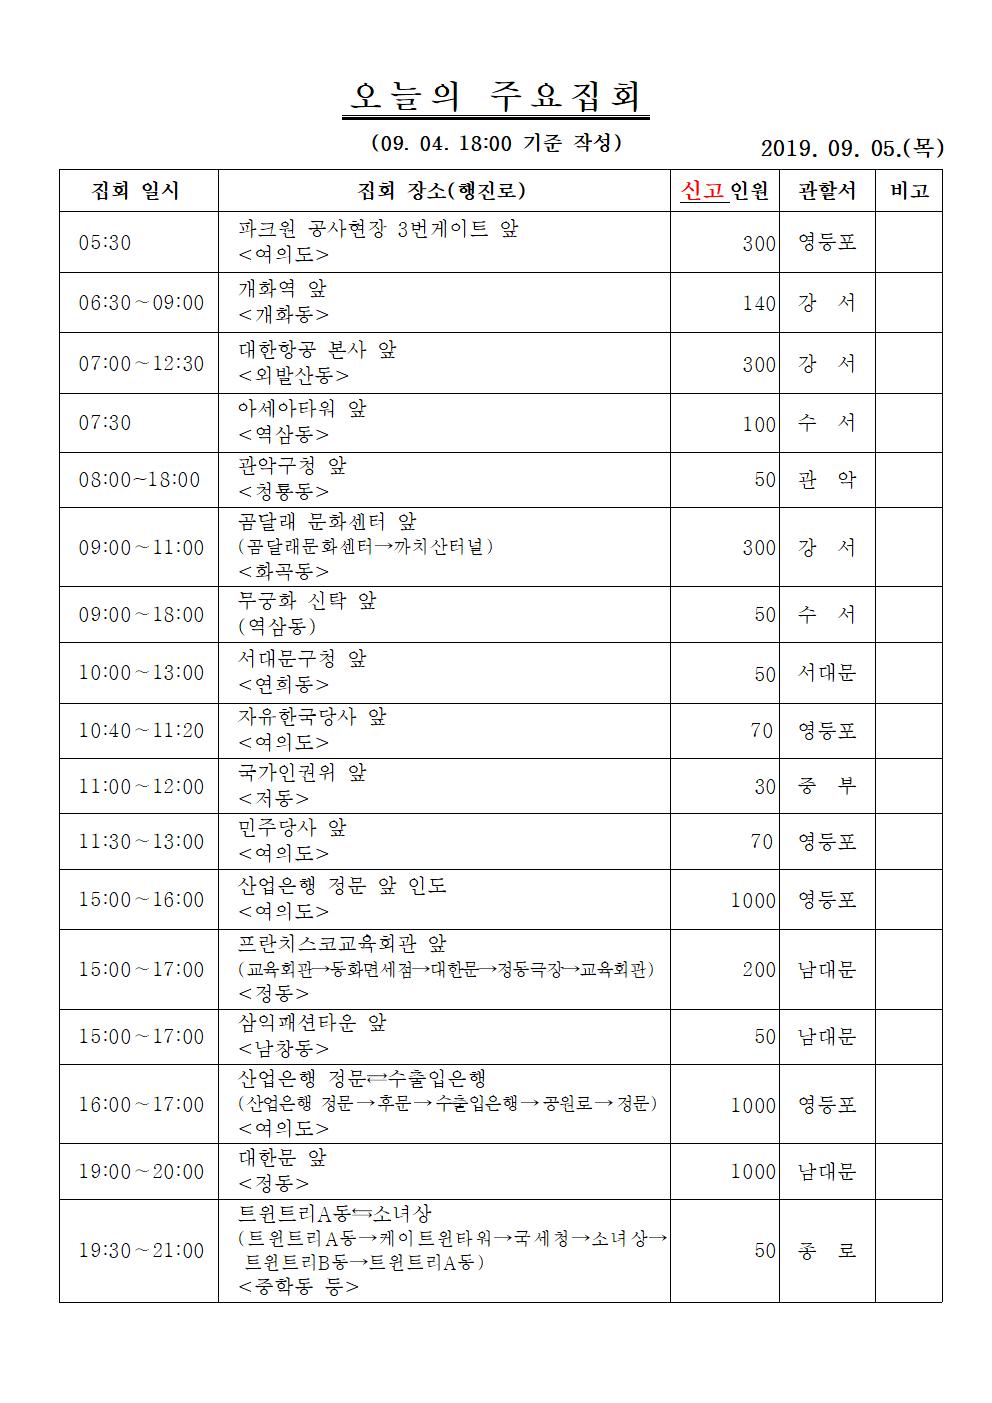 오늘의 주요집회
(09. 04. 18:00 기준 작성)
2019. 09. 05.(목)
집회 일시 집회 장소(행진로) 신고 인원 관할서 비고
05:30 파크원 공사현장 3번게이트 앞 300 영등포
<여의도>
06:30~09:00 개화역 앞 140 강 서
<개화동>
07:00~12:30 대한항공 본사 앞 300 강 서
<외발산동>
07:30 아세아타워 앞 100 수 서
<역삼동>
08:00~18:00 관악구청 앞 50 관 악
<청룡동>
09:00~11:00 곰달래 문화센터 앞 300 강 서
(곰달래문화센터→까치산터널)
<화곡동>
09:00~18:00 무궁화 신탁 앞 50 수 서
(역삼동)
10:00~13:00 서대문구청 앞 50 서대문
<연희동>
10:40~11:20 자유한국당사 앞 70 영등포
<여의도>
11:00~12:00 국가인권위 앞 30 중 부
<저동>
11:30~13:00 민주당사 앞 70 영등포
<여의도>
15:00~16:00 산업은행 정문 앞 인도 1000 영등포
<여의도>
15:00~17:00 프란치스코교육회관 앞 200 남대문
(교육회관→동화면세점→대한문→정동극장→교육회관)
<정동>
15:00~17:00 삼익패션타운 앞 50 남대문
<남창동>
16:00~17:00 산업은행 정문⇄수출입은행 1000 영등포
(산업은행 정문→후문→수출입은행→공원로→정문)
<여의도>
19:00~20:00 대한문 앞 1000 남대문
<정동>
19:30~21:00 트윈트리A동⇆소녀상 50 종 로
(트윈트리A동→케이트윈타워→국세청→소녀상→
트윈트리B동→트윈트리A동)
<중학동 등>